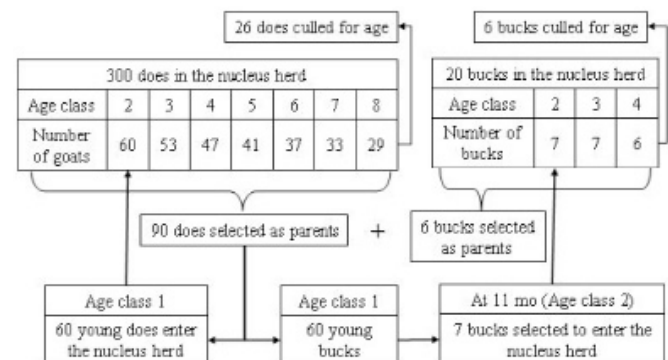 26 does culled for age
6 bucks culled for age
300 does in the nucleus herd
Age class 2 3 4 5 6 7 8
Number
of goats 60 53 47 41 37 33 29
20 bucks in the nucleus herd
Age class 2 3 4
Number of
bucks 7 7 6
90 does selected as parents
+
6 bucks selected
as parents
Age class 1
60 young does enter
the nucleus herd
Age class 1
60 young
bucks
At 11 mo (Age class 2)
7 bucks selected to enter the
nucleus herd